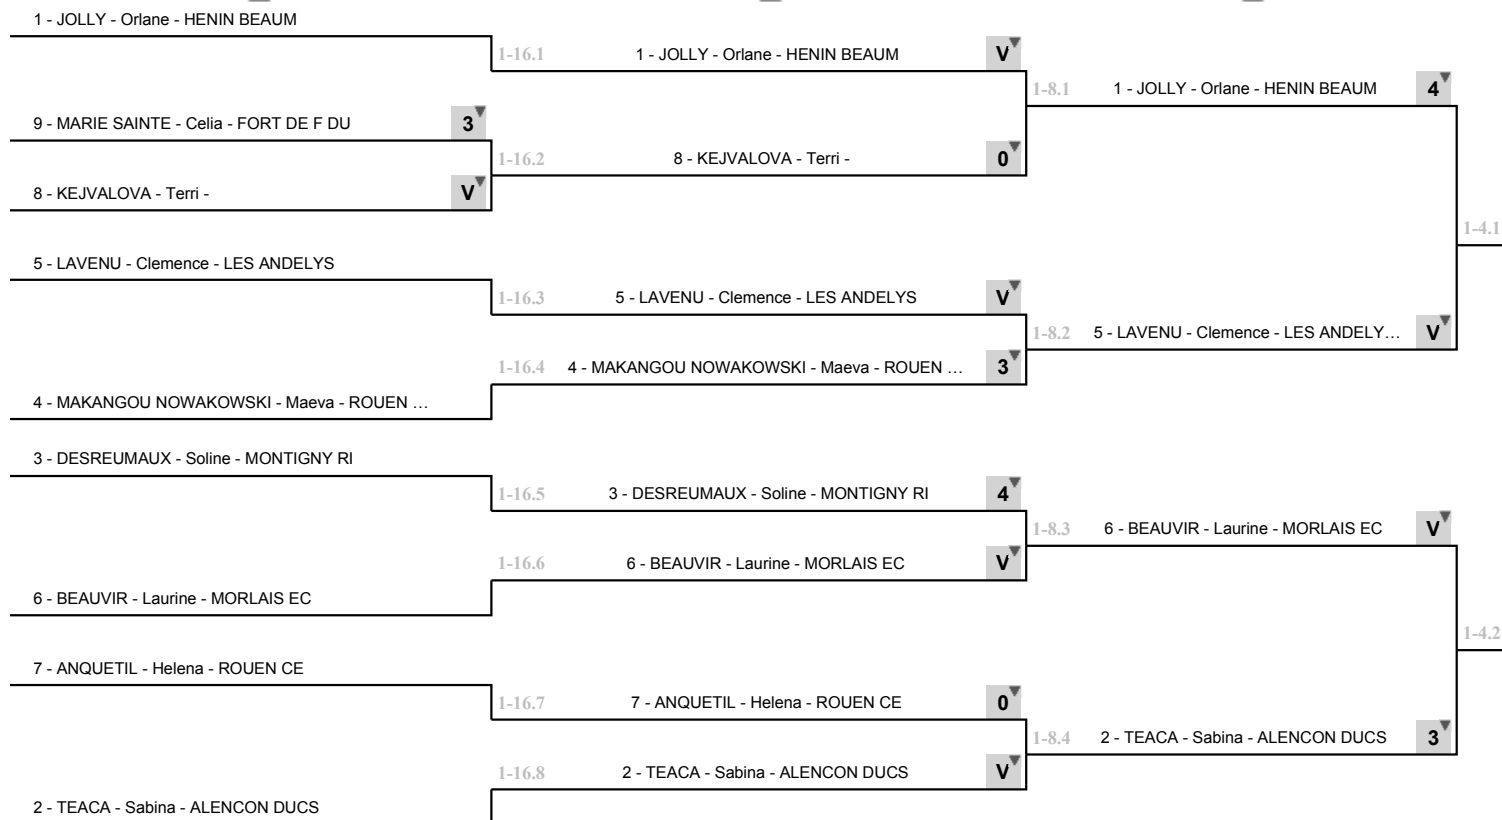 1 - JOLLY - Orlane - HENIN BEAUM
1-16.1
1 - JOLLY - Orlane - HENIN BEAUM
V
1-8.1
1 - JOLLY - Orlane - HENIN BEAUM
4
9 - MARIE SAINTE - Celia - FORT DE F DU
3
1-16.2
8 - KEJVALOVA - Terri -
0
8 - KEJVALOVA - Terri -
V
1-4.1
5 - LAVENU - Clemence - LES ANDELYS
1-16.3
5 - LAVENU - Clemence - LES ANDELYS
V
1-8.2
5 - LAVENU - Clemence - LES ANDELY…
V
1-16.4
4 - MAKANGOU NOWAKOWSKI - Maeva - ROUEN …
3
4 - MAKANGOU NOWAKOWSKI - Maeva - ROUEN …
3 - DESREUMAUX - Soline - MONTIGNY RI
1-16.5
3 - DESREUMAUX - Soline - MONTIGNY RI
4
1-8.3
6 - BEAUVIR - Laurine - MORLAIS EC
V
1-16.6
6 - BEAUVIR - Laurine - MORLAIS EC
V
6 - BEAUVIR - Laurine - MORLAIS EC
1-4.2
7 - ANQUETIL - Helena - ROUEN CE
1-16.7
7 - ANQUETIL - Helena - ROUEN CE
0
1-8.4
2 - TEACA - Sabina - ALENCON DUCS
3
1-16.8
2 - TEACA - Sabina - ALENCON DUCS
V
2 - TEACA - Sabina - ALENCON DUCS